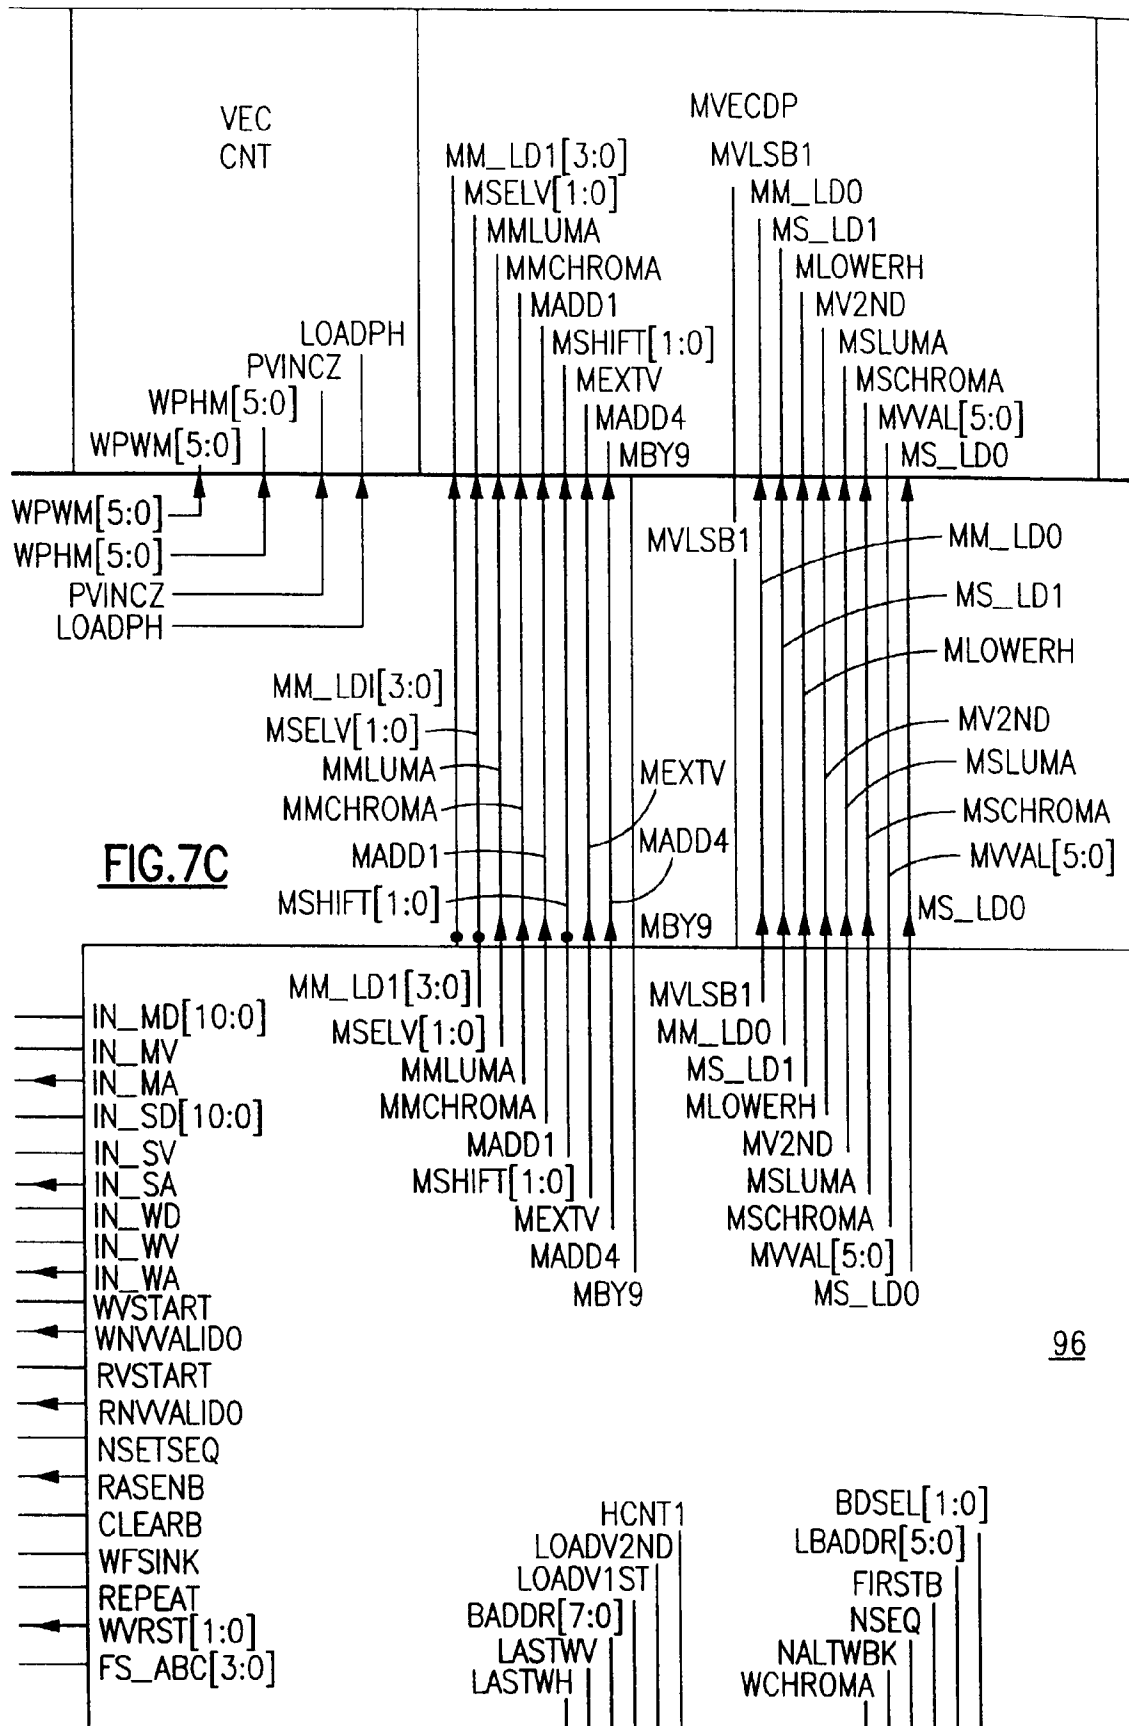 VEC
CNT
MVECDP
MM_LD1[3:0]
MSELV[1:0]
MMLUMA
MMCHROMA
MADD1
MSHIFT[1:0]
MEXTV
MADD4
MBY9
MVLSB1
MM_LD0
MS_LD1
MLOWERH
MV2ND
MSLUMA
MSCHROMA
MVVAL[5:0]
MS_LD0
LOADPH
PVINCZ
WPHM[5:0]
WPWM[5:0]
WPWM[5:0]
WPHM[5:0]
PVINCZ
LOADPH
MVLSB1
MM_LD0
MS_LD1
MLOWERH
MV2ND
MSLUMA
MSCHROMA
MVVAL[5:0]
MS_LD0
MM_LDI[3:0]
MSELV[1:0]
MMLUMA
MMCHROMA
MADD1
MSHIFT[1:0]
MEXTV
MADD4
MBY9
FIG.7C
MM_LD1[3:0]
MSELV[1:0]
MMLUMA
MMCHROMA
MADD1
MSHIFT[1:0]
MEXTV
MADD4
MBY9
MVLSB1
MM_LD0
MS_LD1
MLOWERH
MV2ND
MSLUMA
MSCHROMA
MVVAL[5:0]
MS_LD0
IN_MD[10:0]
IN_MV
IN_MA
IN_SD[10:0]
IN_SV
IN_SA
IN_WD
IN_WV
IN_WA
WVSTART
WNVVALIDO
RVSTART
RNVVALIDO
NSETSEQ
RASENB
CLEARB
WFSINK
REPEAT
WVRST[1:0]
FS_ABC[3:0]
96
HCNT1
LOADV2ND
LOADV1ST
BADDR[7:0]
LASTWV
LASTWH
BDSEL[1:0]
LBADDR[5:0]
FIRSTB
NSEQ
NALTWBK
WCHROMA